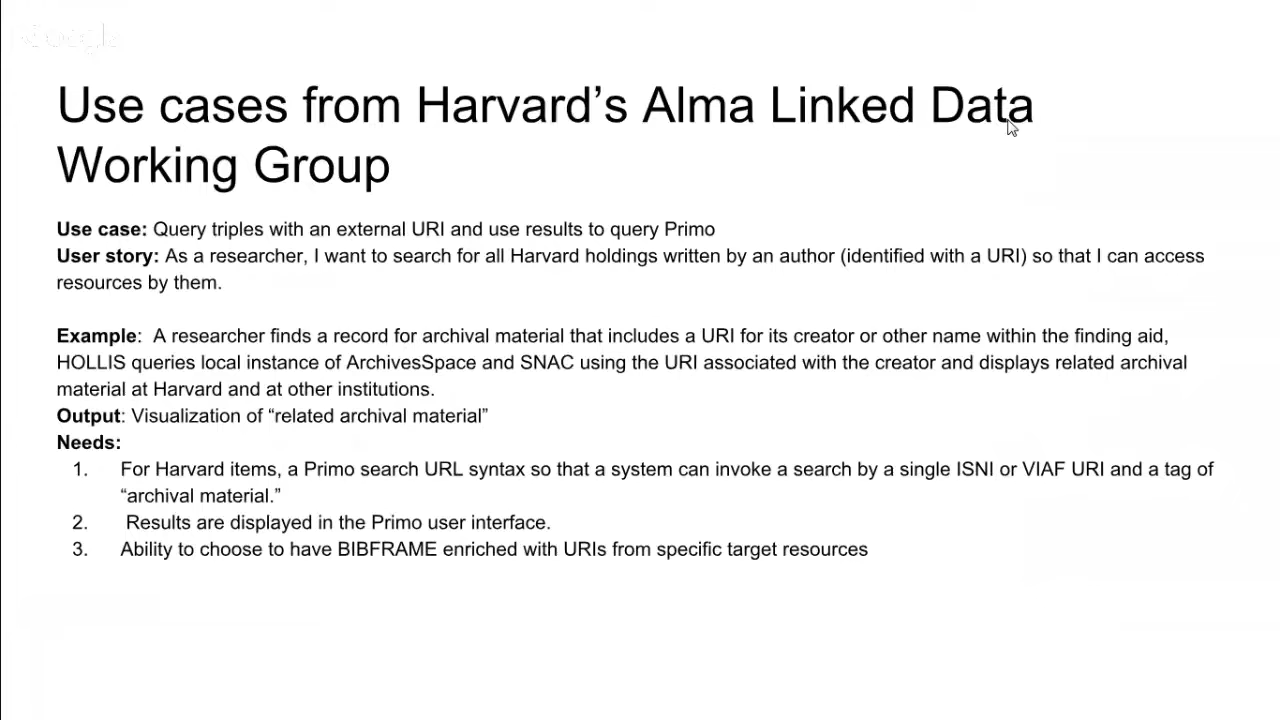 Google
Use cases from Harvard’s Alma Linked Data
Working Group
Use case: Query triples with an external URI and use results to query Primo
User story: As a researcher, I want to search for all Harvard holdings written by an author (identified with a URI) so that I can access
resources by them.
Example:  A researcher finds a record for archival material that includes a URI for its creator or other name within the finding aid,
HOLLIS queries local instance of ArchivesSpace and SNAC using the URI associated with the creator and displays related archival
material at Harvard and at other institutions.
Output: Visualization of “related archival material”
Needs:
1. For Harvard items, a Primo search URL syntax so that a system can invoke a search by a single ISNI or VIAF URI and a tag of
“archival material.”
2. Results are displayed in the Primo user interface.
3. Ability to choose to have BIBFRAME enriched with URIs from specific target resources